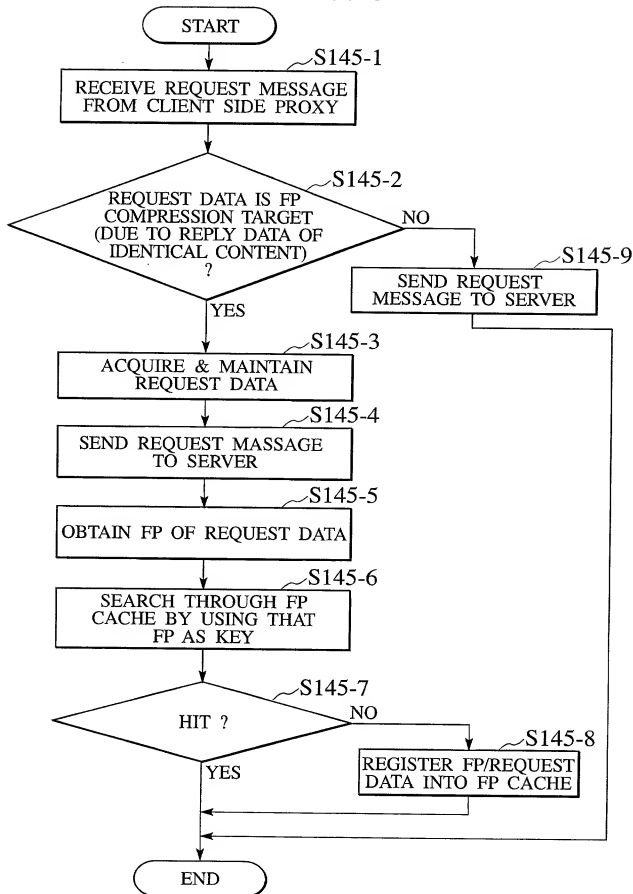 START
S145-1
RECEIVE REQUEST MESSAGE
FROM CLIENT SIDE PROXY
S145-2
REQUEST DATA IS FP
COMPRESSION TARGET
(DUE TO REPLY DATA OF
IDENTICAL CONTENT)
?
NO
YES
S145-9
SEND REQUEST
MESSAGE TO SERVER
S145-3
ACQUIRE & MAINTAIN
REQUEST DATA
S145-4
SEND REQUEST MASSAGE
TO SERVER
S145-5
OBTAIN FP OF REQUEST DATA
S145-6
SEARCH THROUGH FP
CACHE BY USING THAT
FP AS KEY
S145-7
HIT ?
NO
YES
S145-8
REGISTER FP/REQUEST
DATA INTO FP CACHE
END